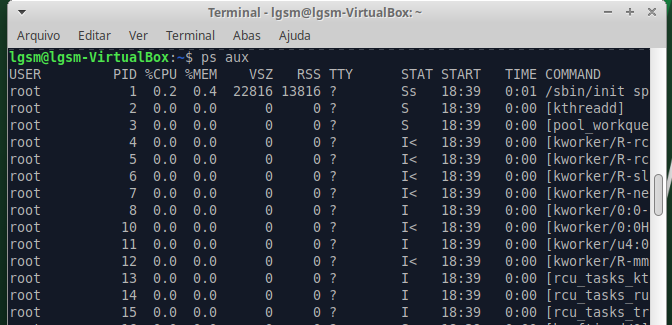 Terminal - lgsm@lgsm-VirtualBox: ~
Arquivo Editar Ver Terminal Abas Ajuda
lgsm@lgsm-VirtualBox:~$ ps aux
USER PID %CPU %MEM VSZ RSS TTY STAT START TIME COMMAND
root 1 0.2 0.4 22816 13816 ? Ss 18:39 0:01 /sbin/init sp
root 2 0.0 0.0 0 0 ? S 18:39 0:00 [kthreadd]
root 3 0.0 0.0 0 0 ? S 18:39 0:00 [pool_workque
root 4 0.0 0.0 0 0 ? I< 18:39 0:00 [kworker/R-rc
root 5 0.0 0.0 0 0 ? I< 18:39 0:00 [kworker/R-rc
root 6 0.0 0.0 0 0 ? I< 18:39 0:00 [kworker/R-sl
root 7 0.0 0.0 0 0 ? I< 18:39 0:00 [kworker/R-ne
root 8 0.0 0.0 0 0 ? I 18:39 0:00 [kworker/0:0-
root 10 0.0 0.0 0 0 ? I< 18:39 0:00 [kworker/0:0H
root 11 0.0 0.0 0 0 ? I 18:39 0:00 [kworker/u4:0
root 12 0.0 0.0 0 0 ? I< 18:39 0:00 [kworker/R-mm
root 13 0.0 0.0 0 0 ? I 18:39 0:00 [rcu_tasks_kt
root 14 0.0 0.0 0 0 ? I 18:39 0:00 [rcu_tasks_ru
root 15 0.0 0.0 0 0 ? I 18:39 0:00 [rcu_tasks_tr